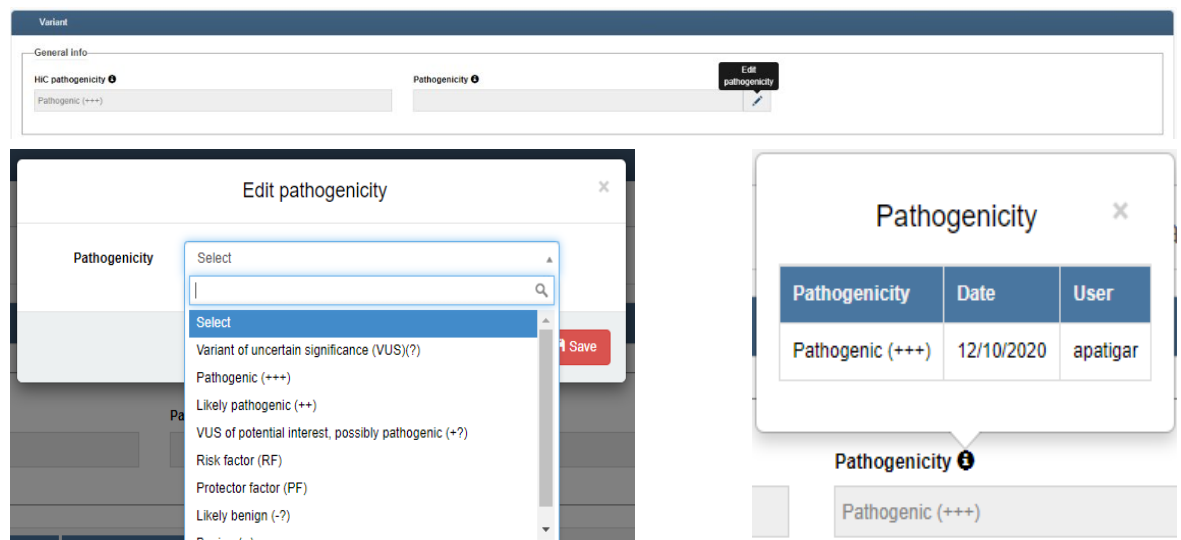 Variant
General info
HiC pathogenicity
Pathogenicity
Edit
pathogenicity
Pathogenic (+++)
Edit pathogenicity ×
Pathogenicity
Select
Select
Variant of uncertain significance (VUS)(?)
Save
Pathogenic (+++)
Likely pathogenic (++)
Pa
VUS of potential interest, possibly pathogenic (+?)
Risk factor (RF)
Protector factor (PF)
Likely benign (-?)
Pathogenicity ×
Pathogenicity Date User
Pathogenic (+++) 12/10/2020 apatigar
Pathogenicity
Pathogenic (+++)